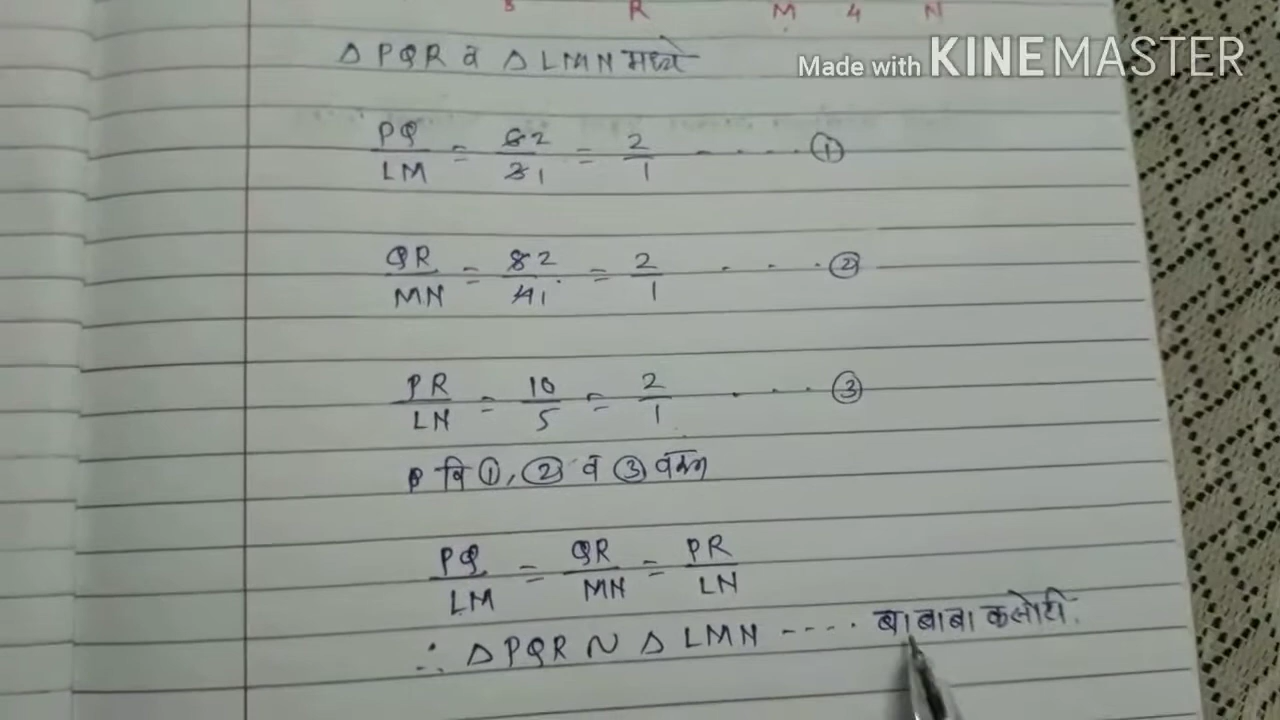 8 R M 4 N
Made with KINEMASTER
Δ PQR व Δ LMN मध्ये
PQ/LM = 6 2/3 1 = 2/1 - . . . . ①
QR/MN = 8 2/4 1 = 2/1 . . . ②
PR/LN = 10/5 = 2/1 . . . ③
वि ①, ② व ③ वरून
PQ/LM = QR/MN = PR/LN
∴ Δ PQR ~ Δ LMN ---- . बाबाबा कसोटी.